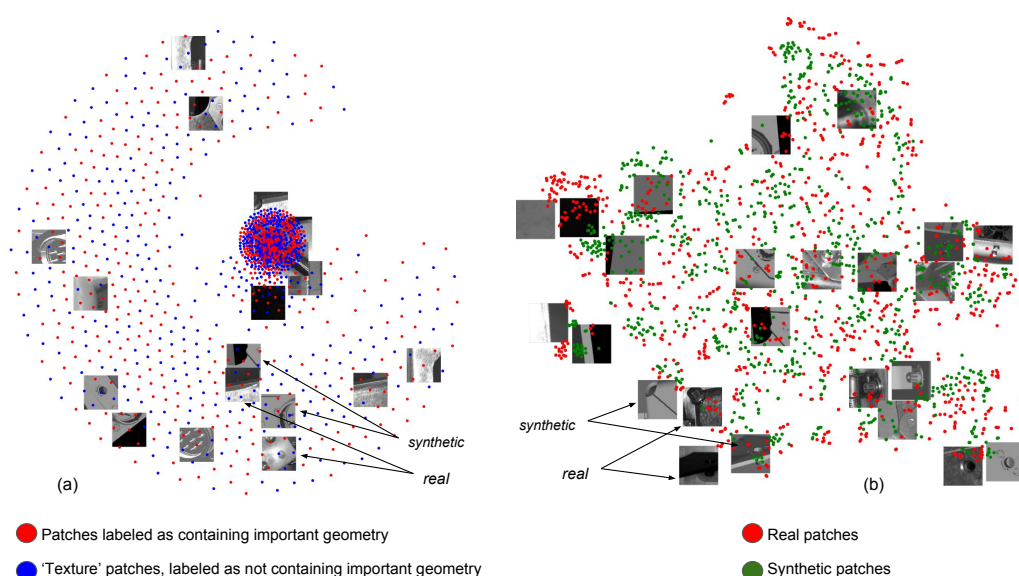 synthetic
real
(a)
synthetic
real
(b)
Patches labeled as containing important geometry
'Texture' patches, labeled as not containing important geometry
Real patches
Synthetic patches